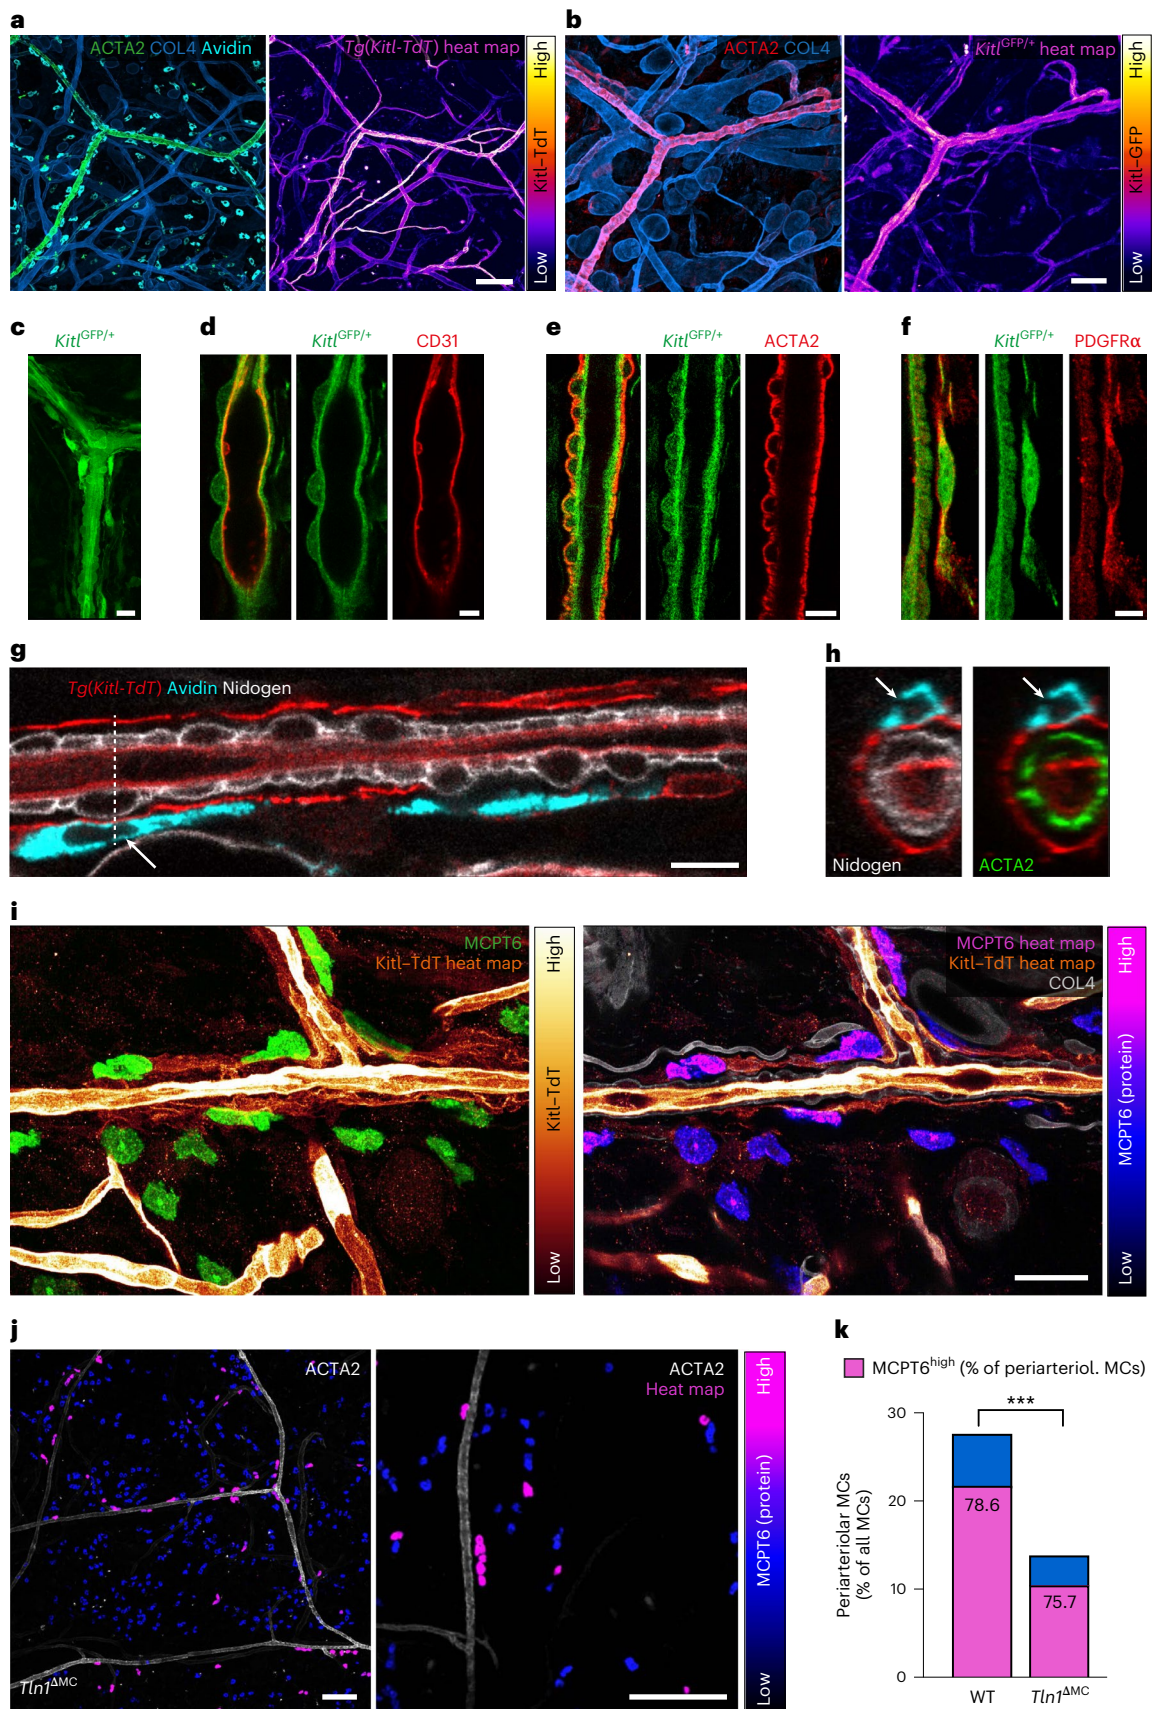 a
ACTA2 COL4 Avidin
Tg(Kitl-TdT) heat map
High
Kitl–TdT
Low
b
ACTA2 COL4
Kitl^GFP/+ heat map
High
Kitl–GFP
Low
c
Kitl^GFP/+
d
Kitl^GFP/+
CD31
e
Kitl^GFP/+
ACTA2
f
Kitl^GFP/+
PDGFRα
g
Tg(Kitl-TdT) Avidin Nidogen
h
Nidogen
ACTA2
i
MCPT6
Kitl–TdT heat map
High
Kitl–TdT
Low
MCPT6 heat map
Kitl–TdT heat map
COL4
High
MCPT6 (protein)
Low
j
ACTA2
Tln1^ΔMC
ACTA2
Heat map
High
MCPT6 (protein)
Low
k
MCPT6^high (% of periarteriol. MCs)
***
30
20
10
0
Periarteriolar MCs
(% of all MCs)
78.6
75.7
WT
Tln1^ΔMC